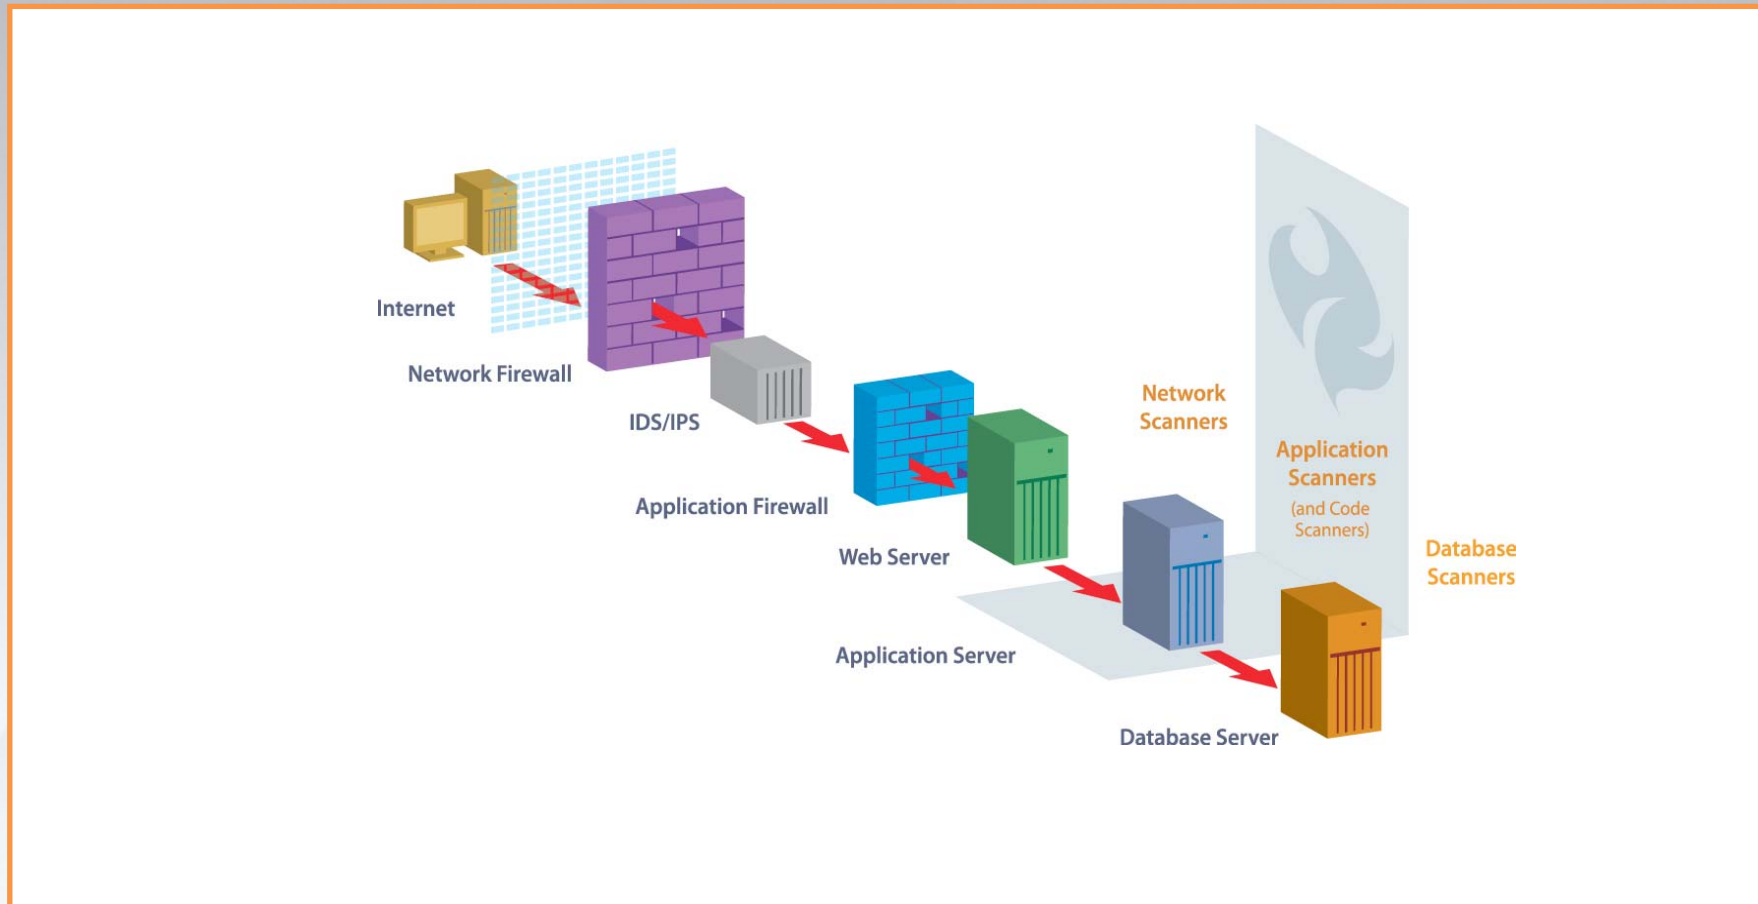 Internet
Network Firewall
IDS/IPS
Network
Scanners
Application
Scanners
(and Code
Scanners)
Application Firewall
Web Server
Database
Scanners
Application Server
Database Server